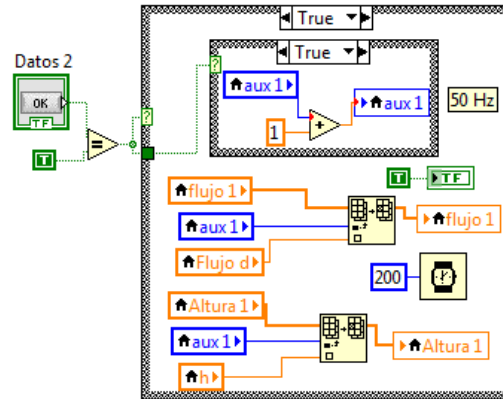 True
True
Datos 2
OK
TF
T
=
?
?
aux 1
+
1
aux 1
50 Hz
T
TF
flujo 1
aux 1
Flujo d
flujo 1
200
Altura 1
aux 1
h
Altura 1